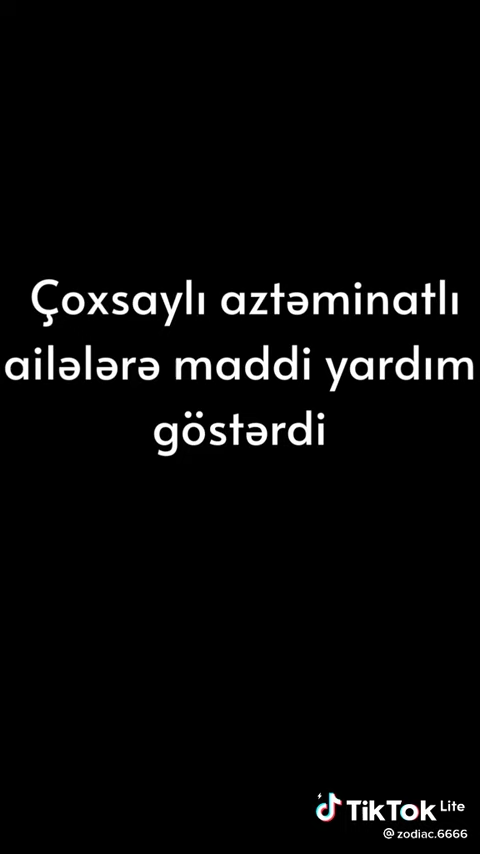 Çoxsaylı aztəminatlı
ailələrə maddi yardım
göstərdi
TikTok Lite
zodiac.6666